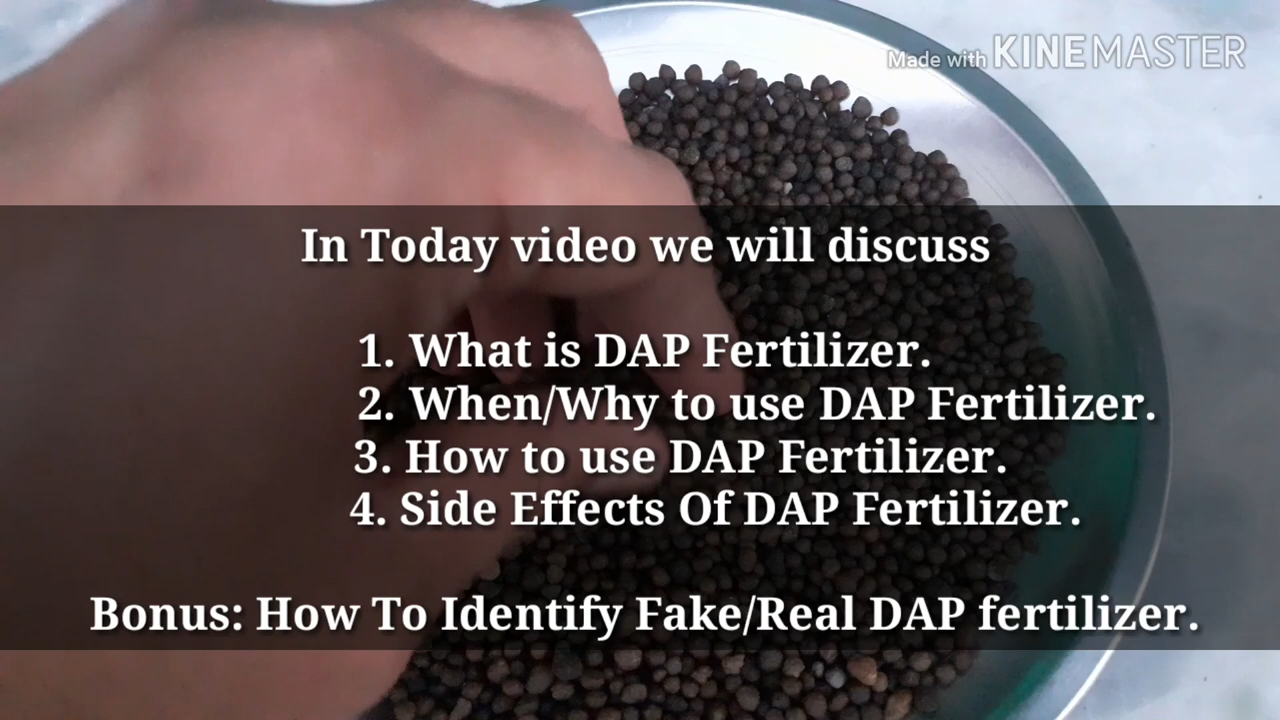 Made with KINEMASTER
In Today video we will discuss
1. What is DAP Fertilizer.
2. When/Why to use DAP Fertilizer.
3. How to use DAP Fertilizer.
4. Side Effects Of DAP Fertilizer.
Bonus: How To Identify Fake/Real DAP fertilizer.